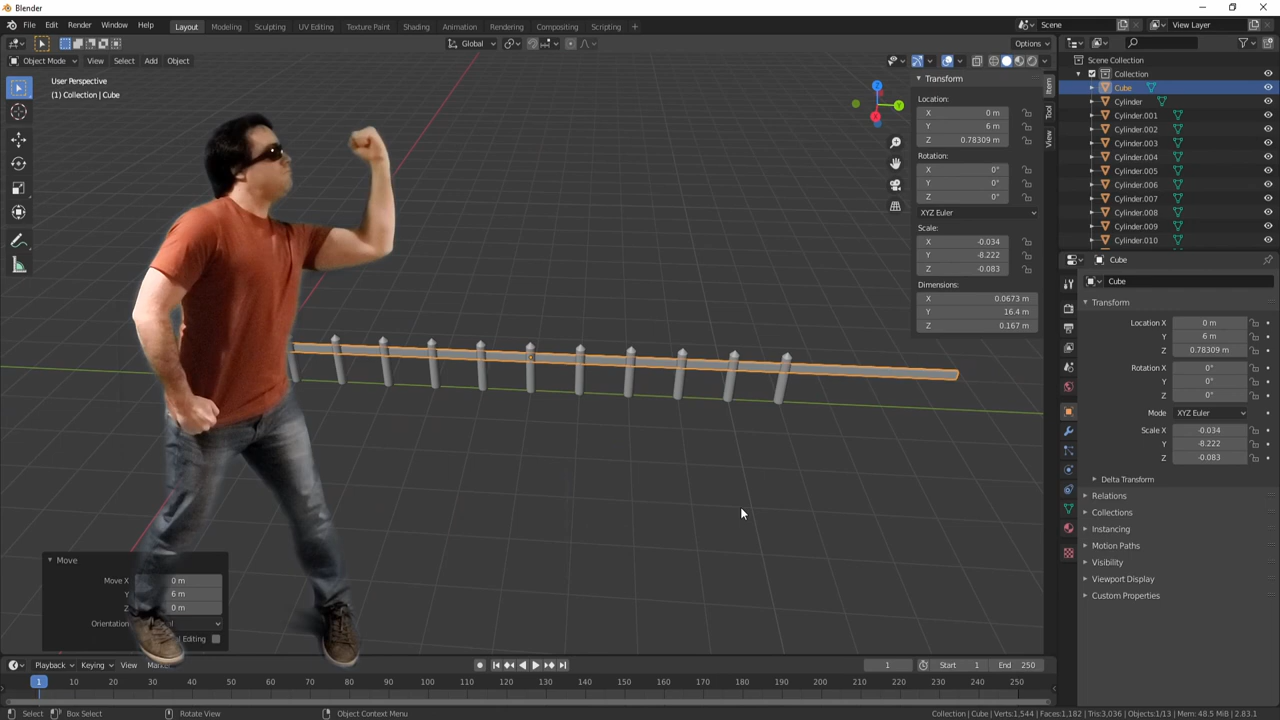 Blender
File Edit Render Window Help
Layout Modeling Sculpting UV Editing Texture Paint Shading Animation Rendering Compositing Scripting +
Scene
View Layer
Global
Options
Object Mode View Select Add Object
User Perspective
(1) Collection | Cube
Z
Y
X
Item
Tool
View
Transform
Location:
X 0 m
Y 6 m
Z 0.78309 m
Rotation:
X 0°
Y 0°
Z 0°
XYZ Euler
Scale:
X -0.034
Y -8.222
Z -0.083
Dimensions:
X 0.0673 m
Y 16.4 m
Z 0.167 m
Scene Collection
Collection
Cube
Cylinder
Cylinder.001
Cylinder.002
Cylinder.003
Cylinder.004
Cylinder.005
Cylinder.006
Cylinder.007
Cylinder.008
Cylinder.009
Cylinder.010
Cube
Cube
Transform
Location X 0 m
Y 6 m
Z 0.78309 m
Rotation X 0°
Y 0°
Z 0°
Mode XYZ Euler
Scale X -0.034
Y -8.222
Z -0.083
Delta Transform
Relations
Collections
Instancing
Motion Paths
Visibility
Viewport Display
Custom Properties
Move
Move X 0 m
Y 6 m
Z 0 m
Editing
Playback Keying View
1
Start 1
End 250
1 10 20 30 40 50 60 70 80 90 100 110 120 130 140 150 160 170 180 190 200 210 220 230 240 250
Select Box Select Rotate View Object Context Menu
Collection | Cube | Verts:1,544 | Faces:1,182 | Tris:3,036 | Objects:1/13 | Mem: 48.5 MiB | 2.83.1